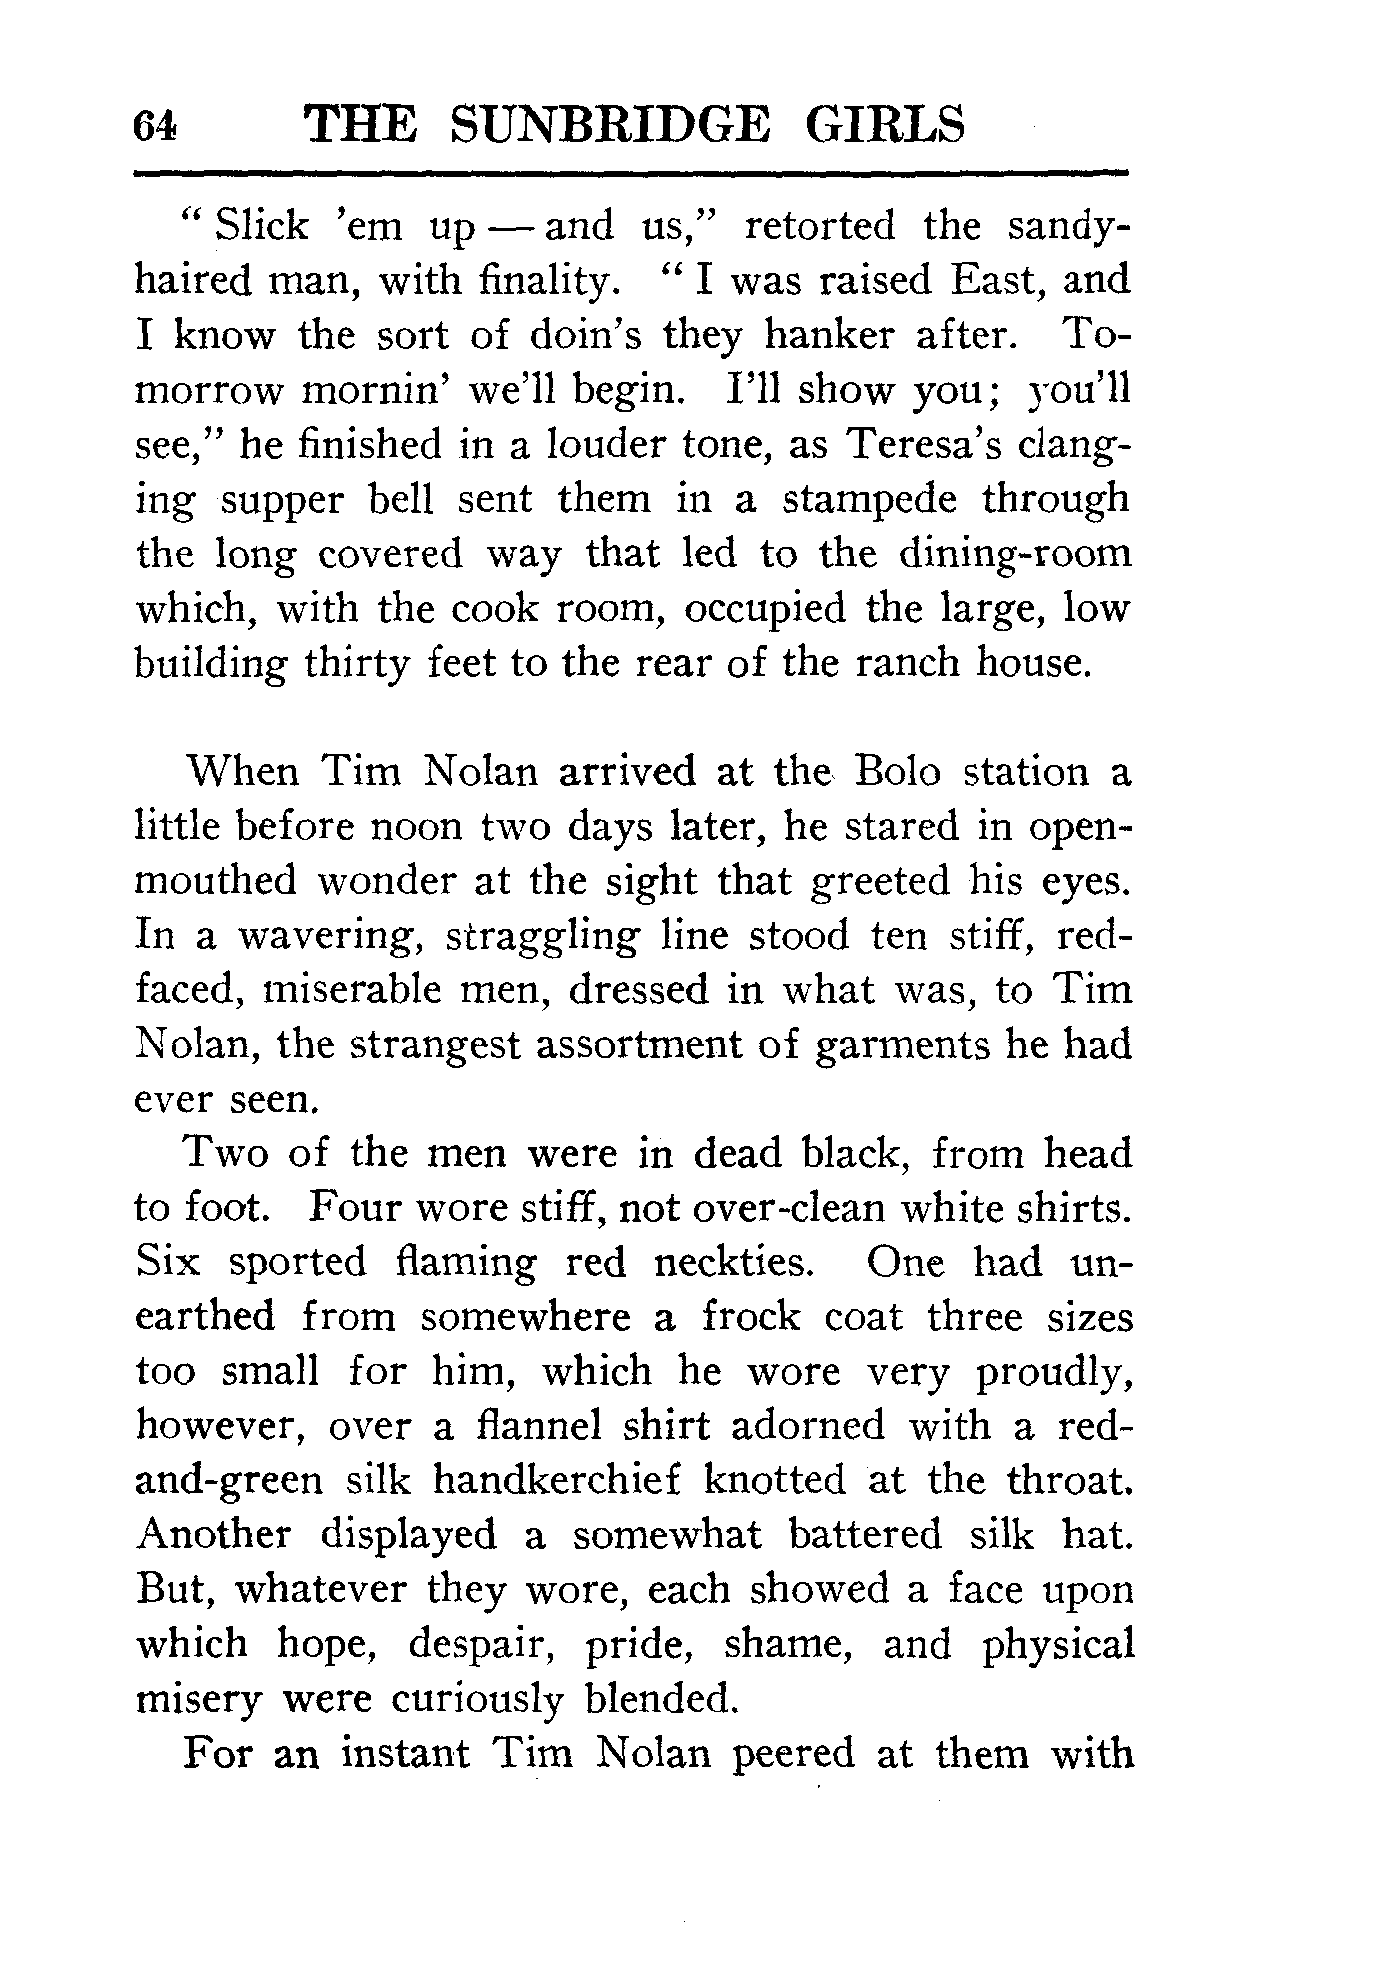 64 THE SUNBRIDGE GIRLS
“ Slick ’em up — and us,” retorted the sandy-
haired man, with finality. “ I was raised East, and
I know the sort of doin’s they hanker after. To-
morrow mornin’ we’ll begin. I’ll show you; you’ll
see,” he finished in a louder tone, as Teresa’s clang-
ing supper bell sent them in a stampede through
the long covered way that led to the dining-room
which, with the cook room, occupied the large, low
building thirty feet to the rear of the ranch house.
When Tim Nolan arrived at the Bolo station a
little before noon two days later, he stared in open-
mouthed wonder at the sight that greeted his eyes.
In a wavering, straggling line stood ten stiff, red-
faced, miserable men, dressed in what was, to Tim
Nolan, the strangest assortment of garments he had
ever seen.
Two of the men were in dead black, from head
to foot. Four wore stiff, not over-clean white shirts.
Six sported flaming red neckties. One had un-
earthed from somewhere a frock coat three sizes
too small for him, which he wore very proudly,
however, over a flannel shirt adorned with a red-
and-green silk handkerchief knotted at the throat.
Another displayed a somewhat battered silk hat.
But, whatever they wore, each showed a face upon
which hope, despair, pride, shame, and physical
misery were curiously blended.
For an instant Tim Nolan peered at them with